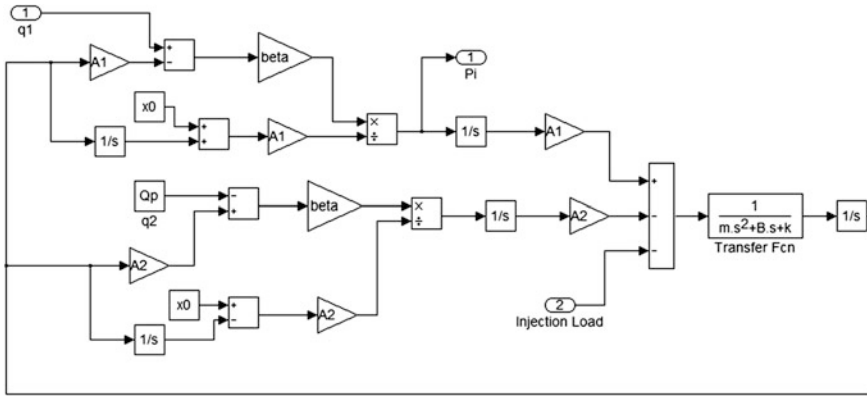 1
q1
+
−
A1
beta
1
Pi
x0
+
+
A1
×
÷
1/s
A1
1/s
Qp
q2
−
+
beta
×
÷
1/s
A2
+
−
−
1
m.s²+B.s+k
Transfer Fcn
1/s
A2
x0
+
−
A2
1/s
2
Injection Load